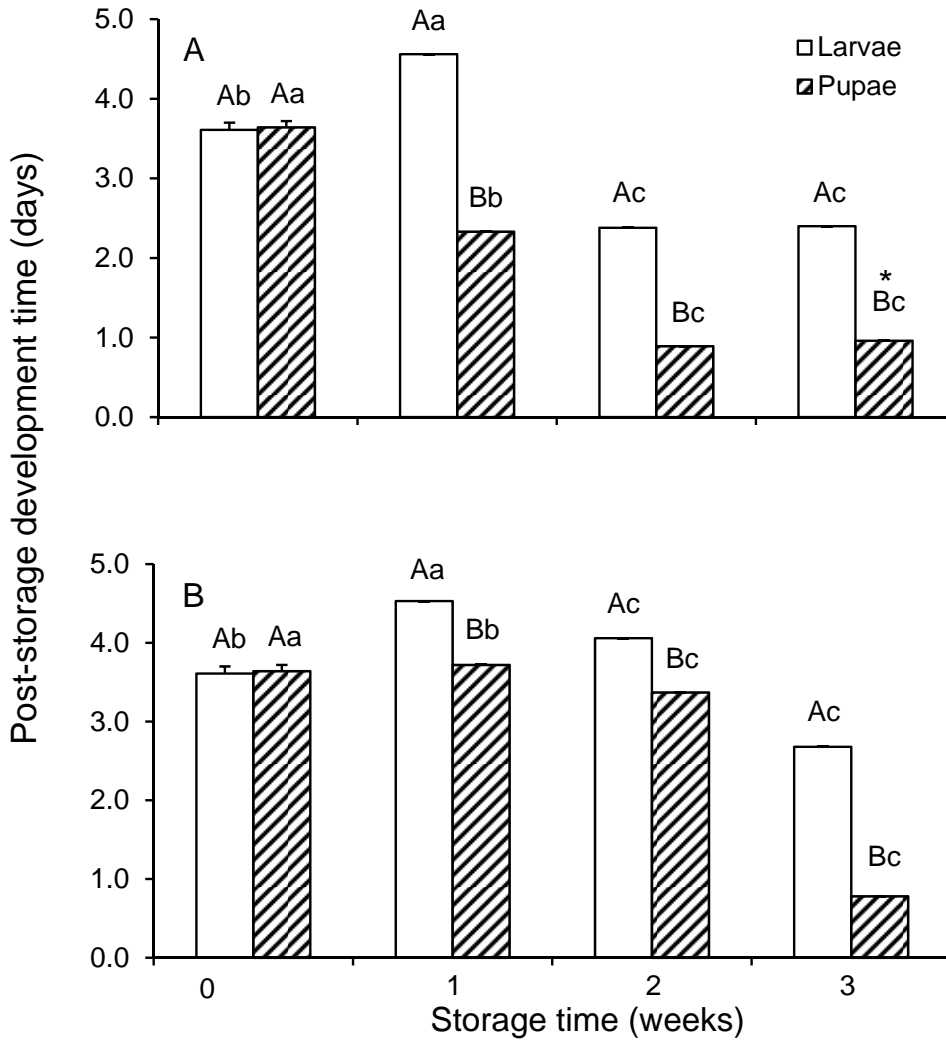 Post-storage development time (days)
A
Larvae
Pupae
5.0
4.0
3.0
2.0
1.0
0.0
Ab Aa
Aa
Bb
Ac
Bc
Ac
*
Bc
B
5.0
4.0
3.0
2.0
1.0
0.0
Ab Aa
Aa
Bb
Ac
Bc
Ac
Bc
0 1 2 3
Storage time (weeks)